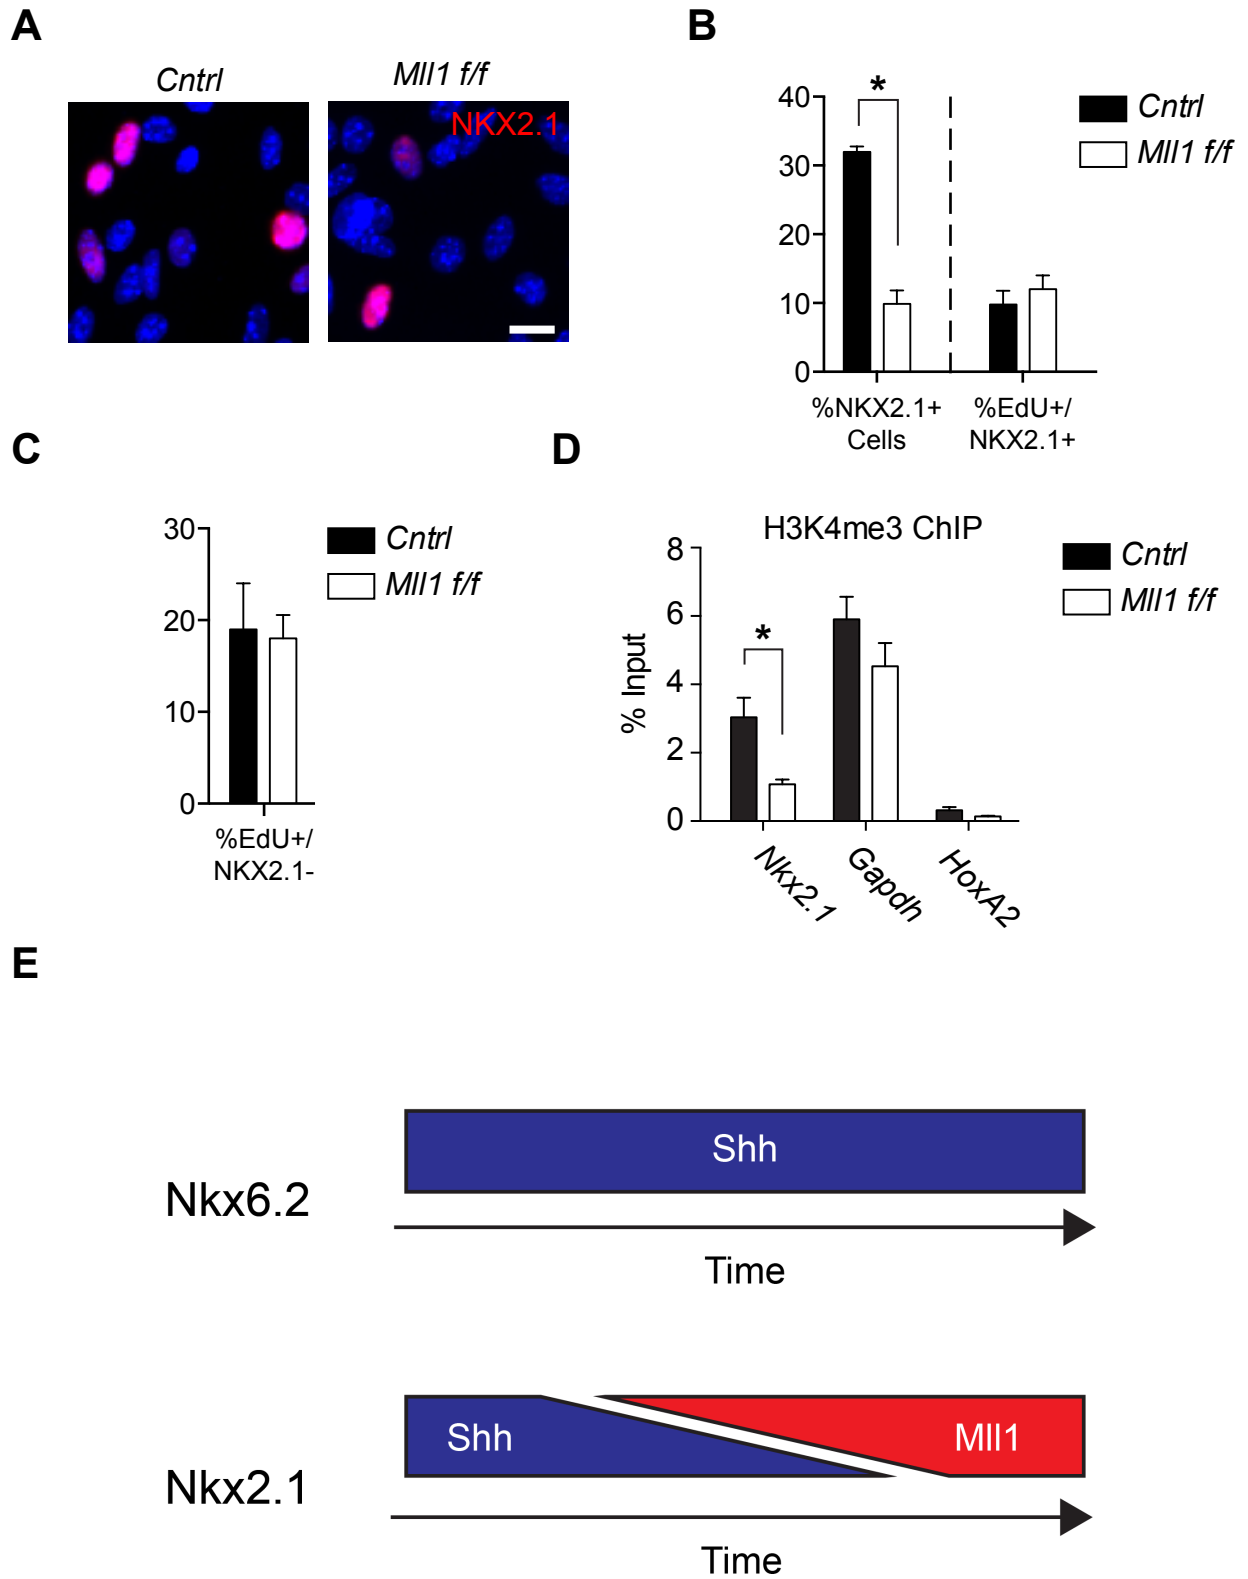 A
Cntrl
Mll1 f/f
NKX2.1
B
*
40
30
20
10
0
%NKX2.1+
Cells
%EdU+/
NKX2.1+
Cntrl
Mll1 f/f
C
30
20
10
0
%EdU+/
NKX2.1-
Cntrl
Mll1 f/f
D
H3K4me3 ChIP
% Input
8
6
4
2
0
*
Nkx2.1
Gapdh
HoxA2
Cntrl
Mll1 f/f
E
Nkx6.2
Shh
Time
Nkx2.1
Shh
Mll1
Time